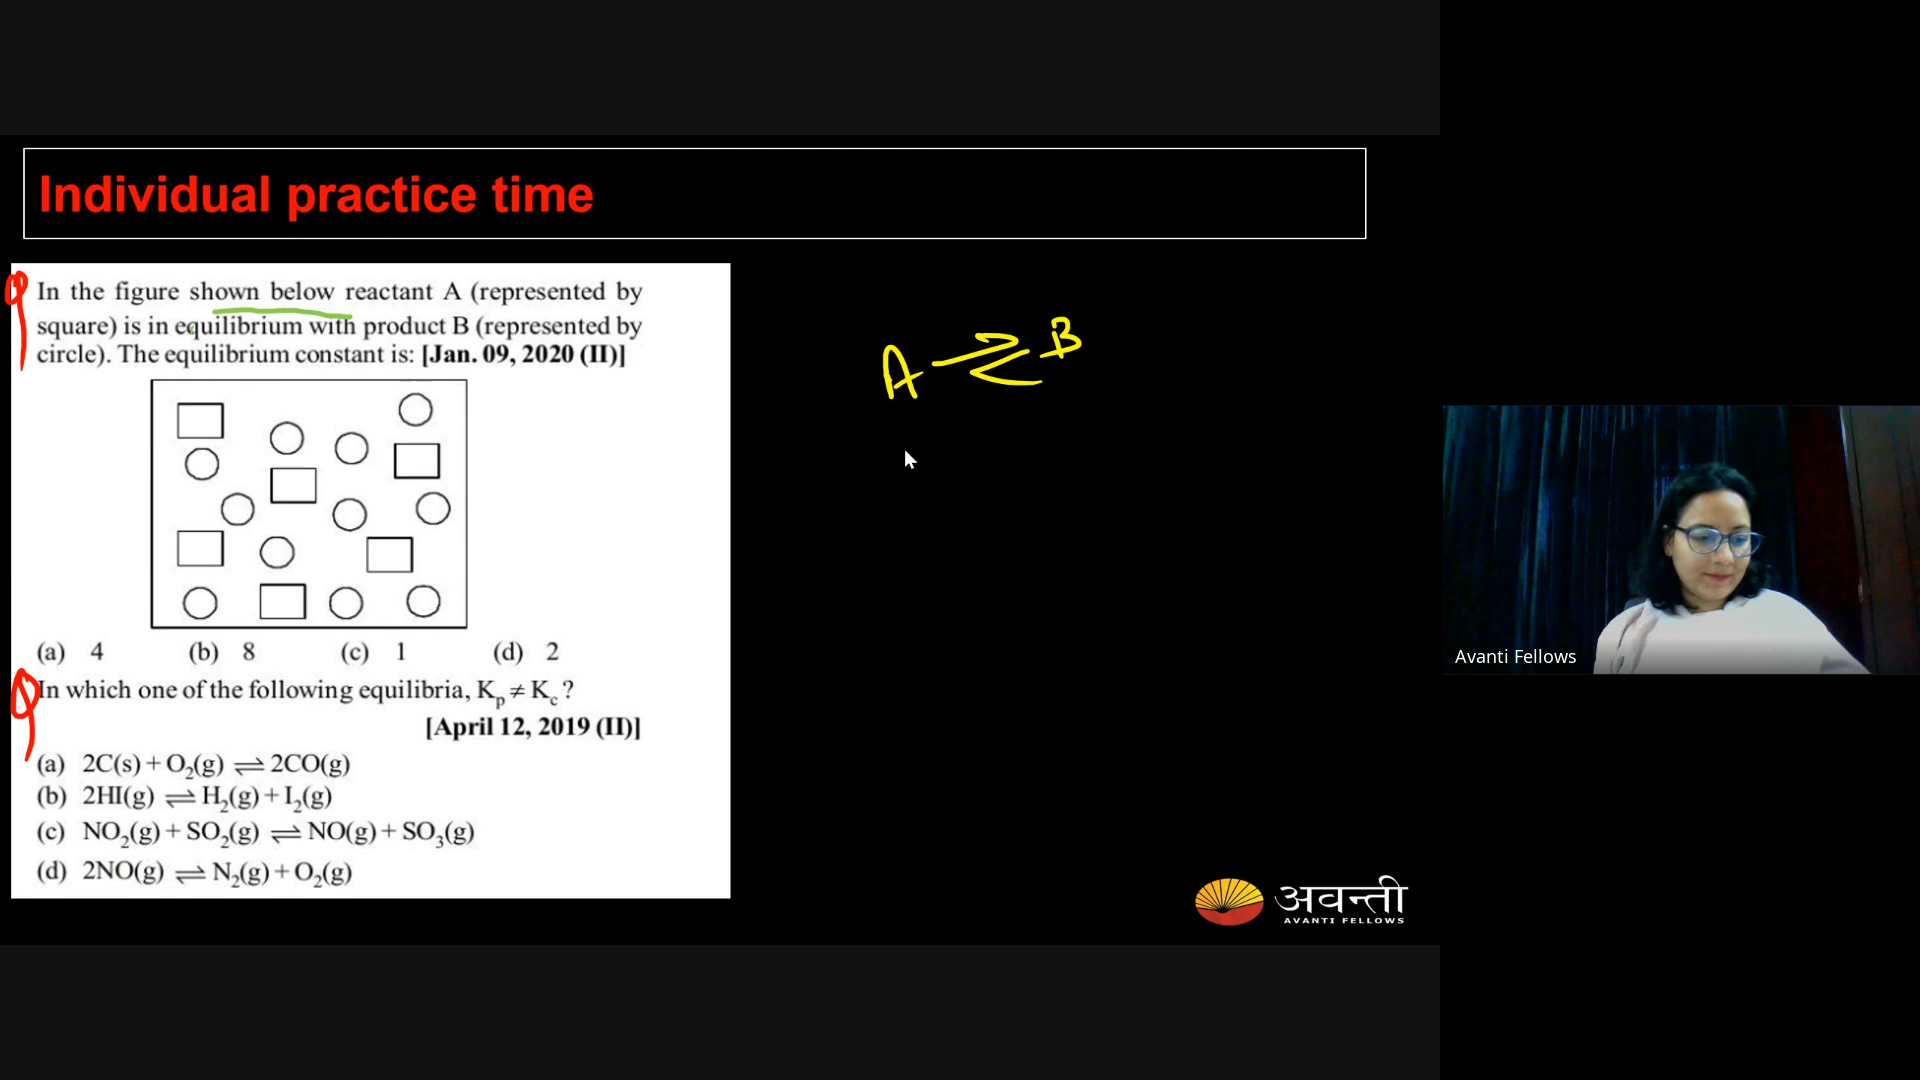 Individual practice time
In the figure shown below reactant A (represented by
square) is in equilibrium with product B (represented by
circle). The equilibrium constant is: [Jan. 09, 2020 (II)]
(a) 4 (b) 8 (c) 1 (d) 2
In which one of the following equilibria, Kp ≠ Kc ?
[April 12, 2019 (II)]
(a) 2C(s) + O2(g) ⇌ 2CO(g)
(b) 2HI(g) ⇌ H2(g) + I2(g)
(c) NO2(g) + SO2(g) ⇌ NO(g) + SO3(g)
(d) 2NO(g) ⇌ N2(g) + O2(g)
A ⇌ B
अवन्ती
AVANTI FELLOWS
Avanti Fellows